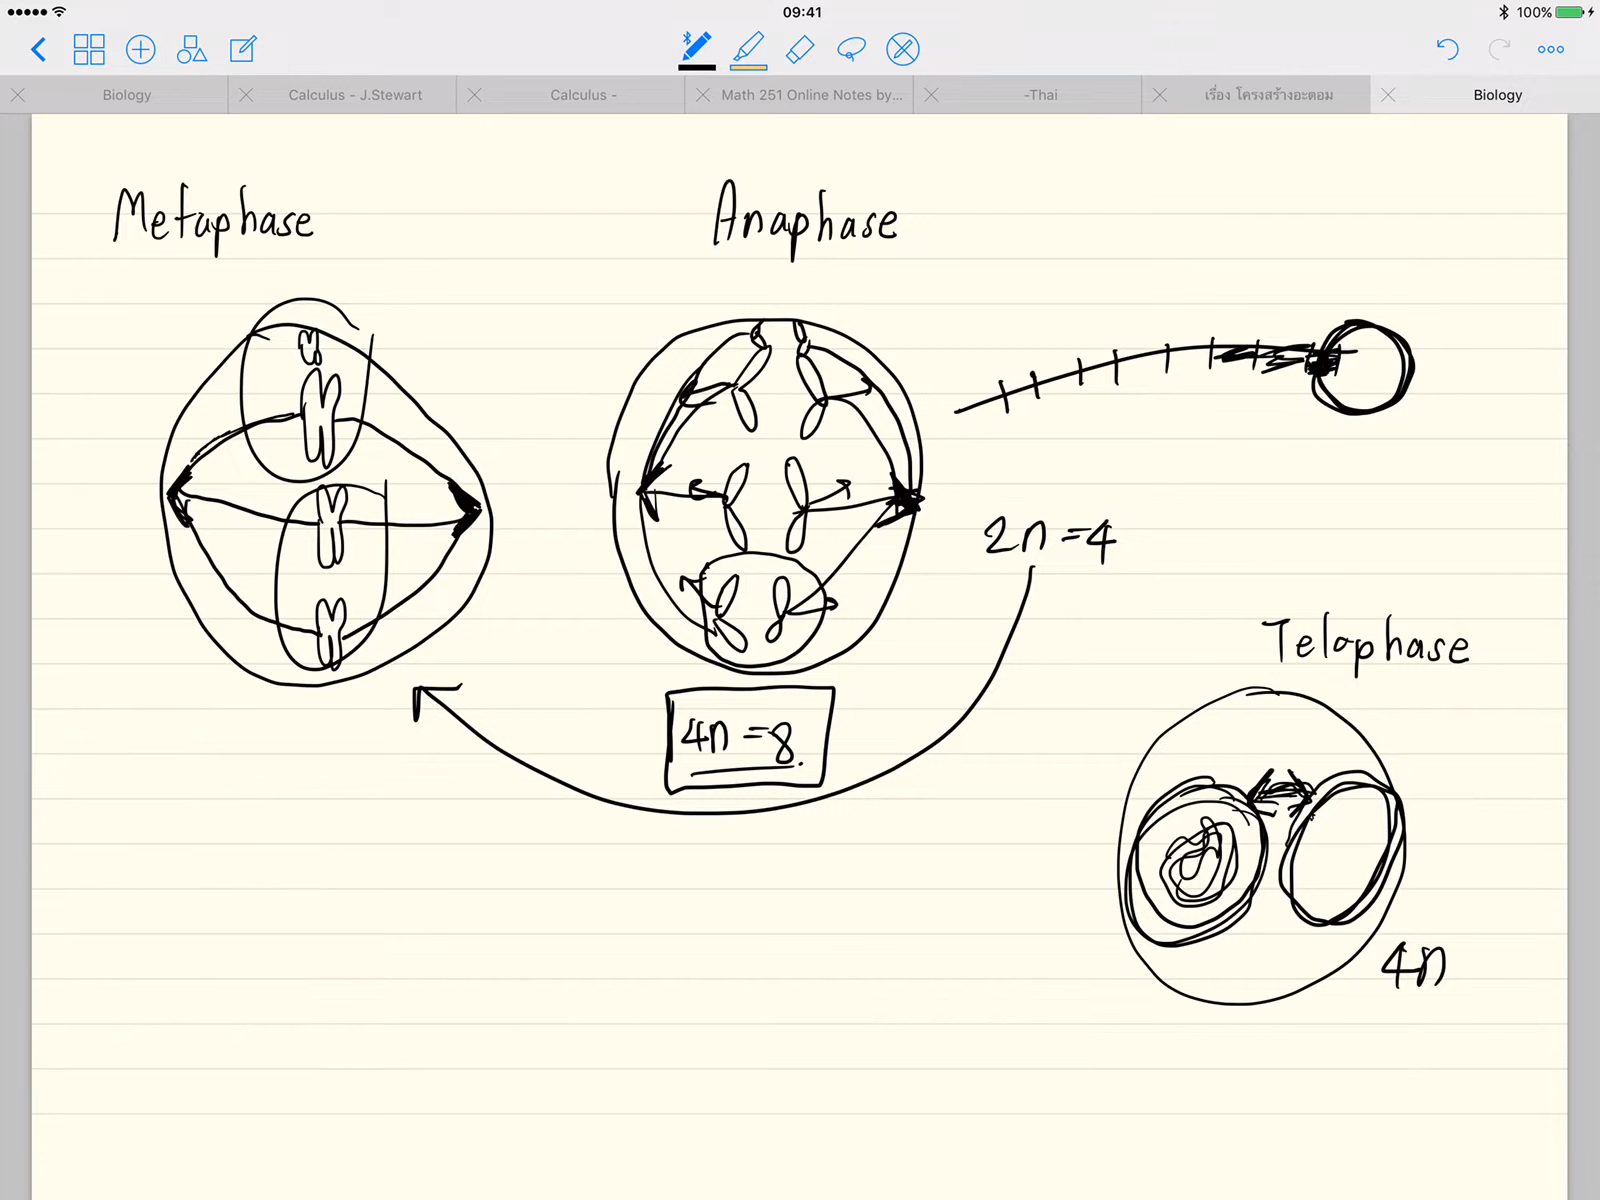 09:41
100%
Biology
Calculus - J.Stewart
Calculus -
Math 251 Online Notes by...
-Thai
เรื่อง โครงสร้างอะตอม
Biology
Metaphase
Anaphase
2n = 4
4n = 8.
Telophase
4n